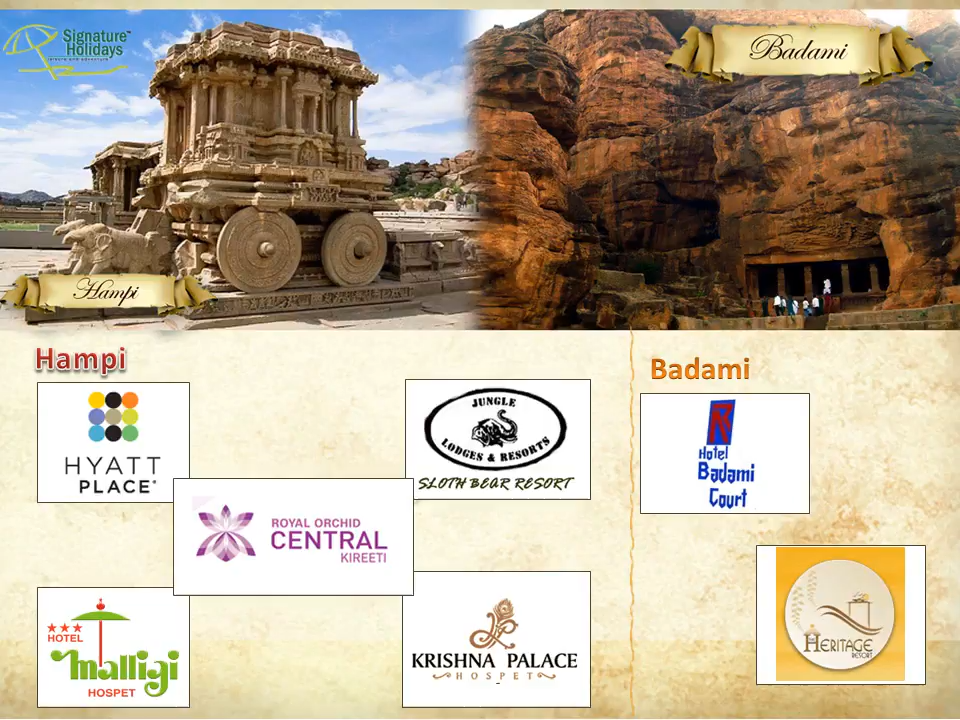 Signature™
Holidays
leisure and adventure
Badami
Hampi
Hampi
Badami
HYATT
PLACE
JUNGLE
LODGES & RESORTS
SLOTH BEAR RESORT
R
Hotel
Badami
Court
ROYAL ORCHID
CENTRAL
KIREETI
HOTEL
malligi
HOSPET
KRISHNA PALACE
HOSPET
HERITAGE
RESORT